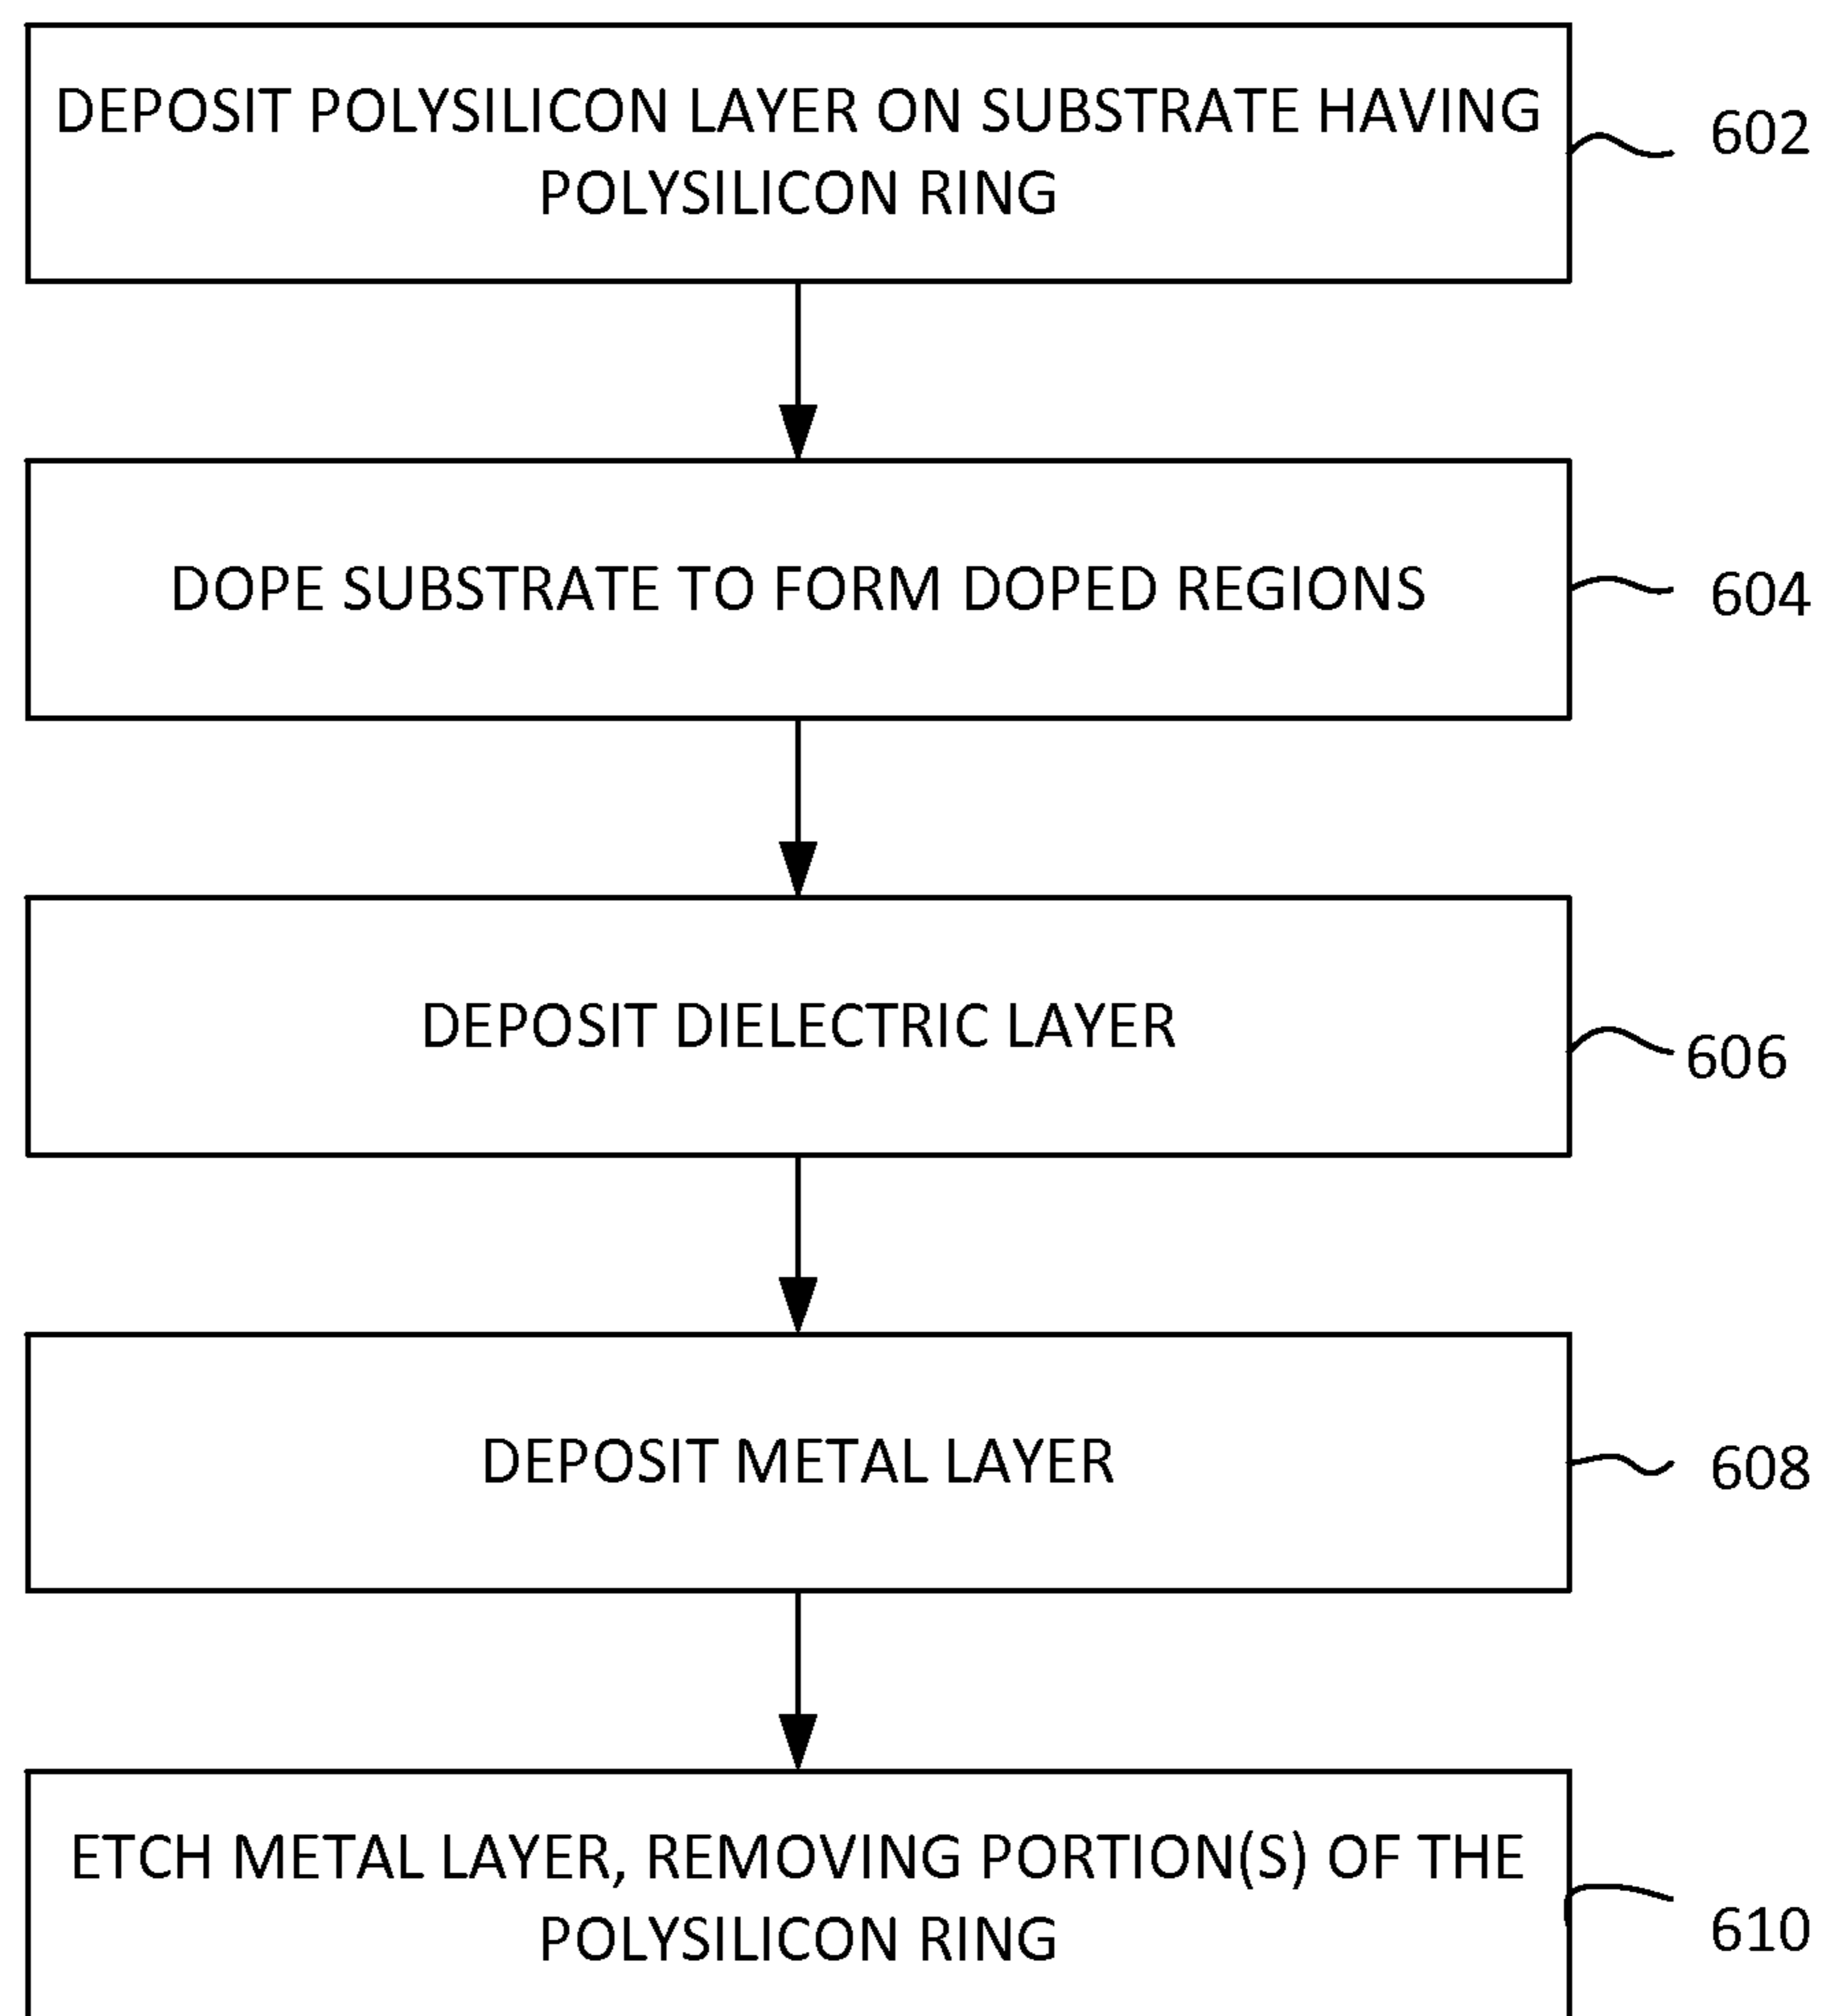 DEPOSIT POLYSILICON LAYER ON SUBSTRATE HAVING
POLYSILICON RING
602
DOPE SUBSTRATE TO FORM DOPED REGIONS
604
DEPOSIT DIELECTRIC LAYER
606
DEPOSIT METAL LAYER
608
ETCH METAL LAYER, REMOVING PORTION(S) OF THE
POLYSILICON RING
610